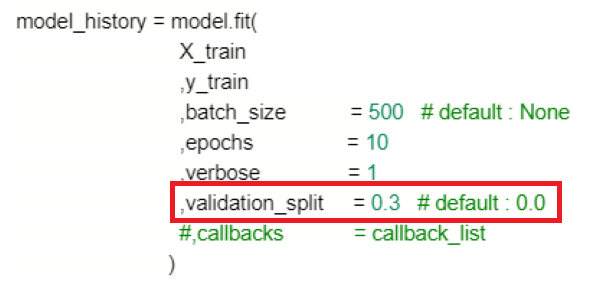 model_history = model.fit(
X_train
,y_train
,batch_size = 500 # default : None
,epochs = 10
,verbose = 1
,validation_split = 0.3 # default : 0.0
#,callbacks = callback_list
)